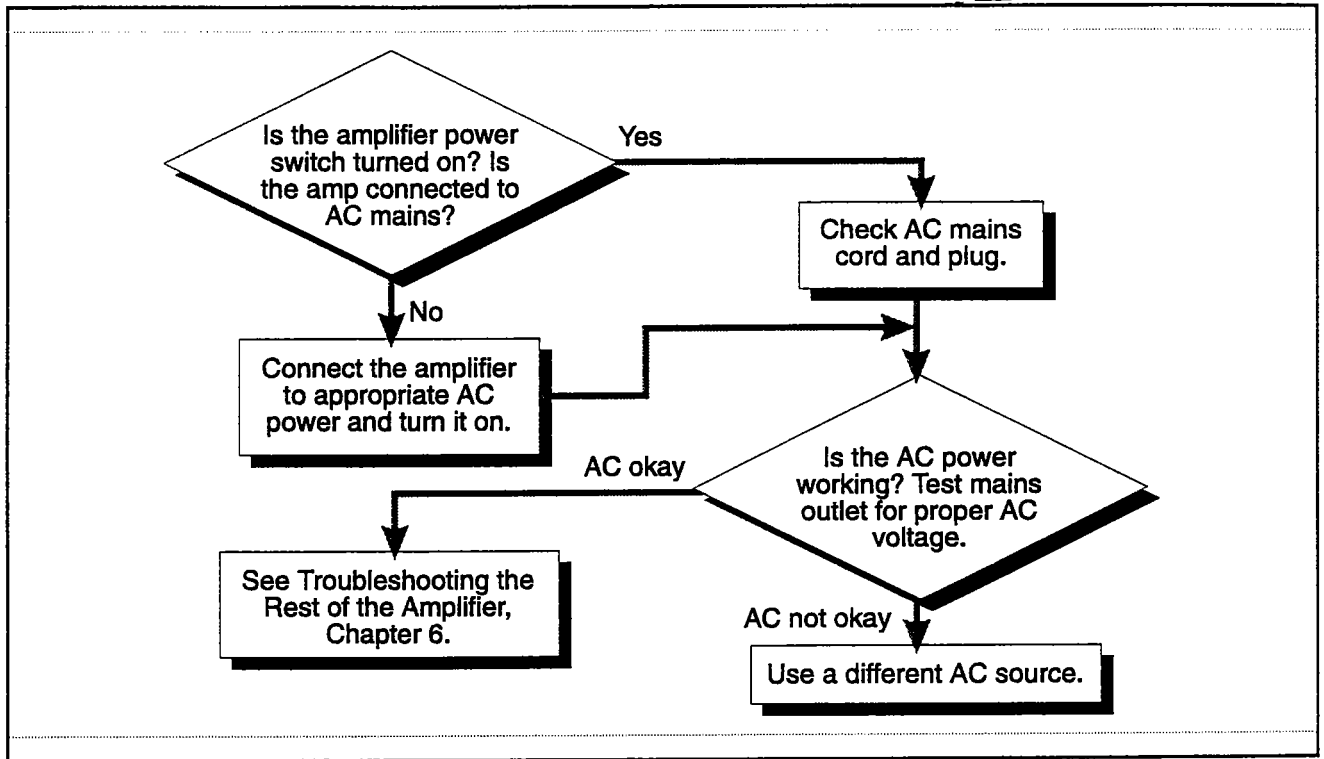 Is the amplifier power
switch turned on? Is
the amp connected to
AC mains?
Yes
Check AC mains
cord and plug.
No
Connect the amplifier
to appropriate AC
power and turn it on.
Is the AC power
working? Test mains
outlet for proper AC
voltage.
AC okay
See Troubleshooting the
Rest of the Amplifier,
Chapter 6.
AC not okay
Use a different AC source.